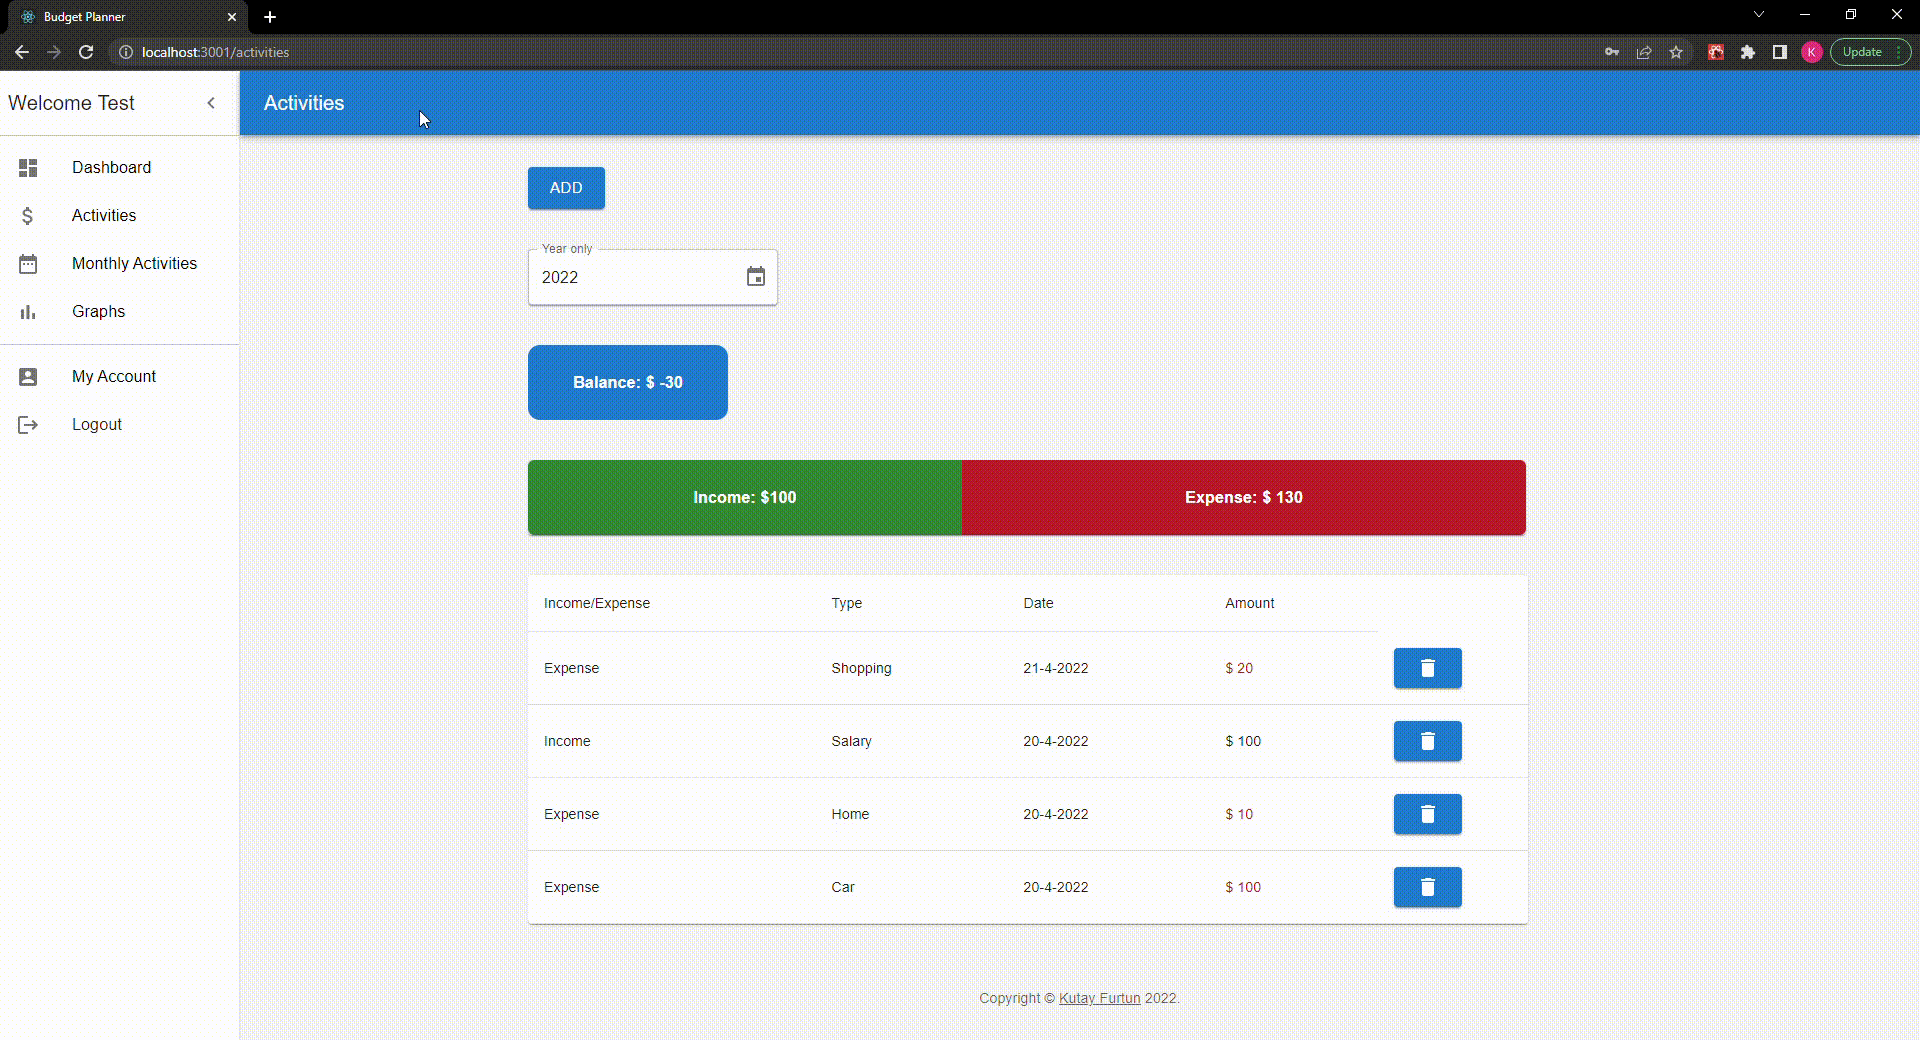 Budget Planner
localhost:3001/activities
K
Update
Welcome Test
Activities
Dashboard
Activities
Monthly Activities
Graphs
My Account
Logout
ADD
Year only
2022
Balance: $ -30
Income: $100
Expense: $ 130
Income/Expense Type Date Amount
Expense Shopping 21-4-2022 $ 20
Income Salary 20-4-2022 $ 100
Expense Home 20-4-2022 $ 10
Expense Car 20-4-2022 $ 100
Copyright © Kutay Furtun 2022.